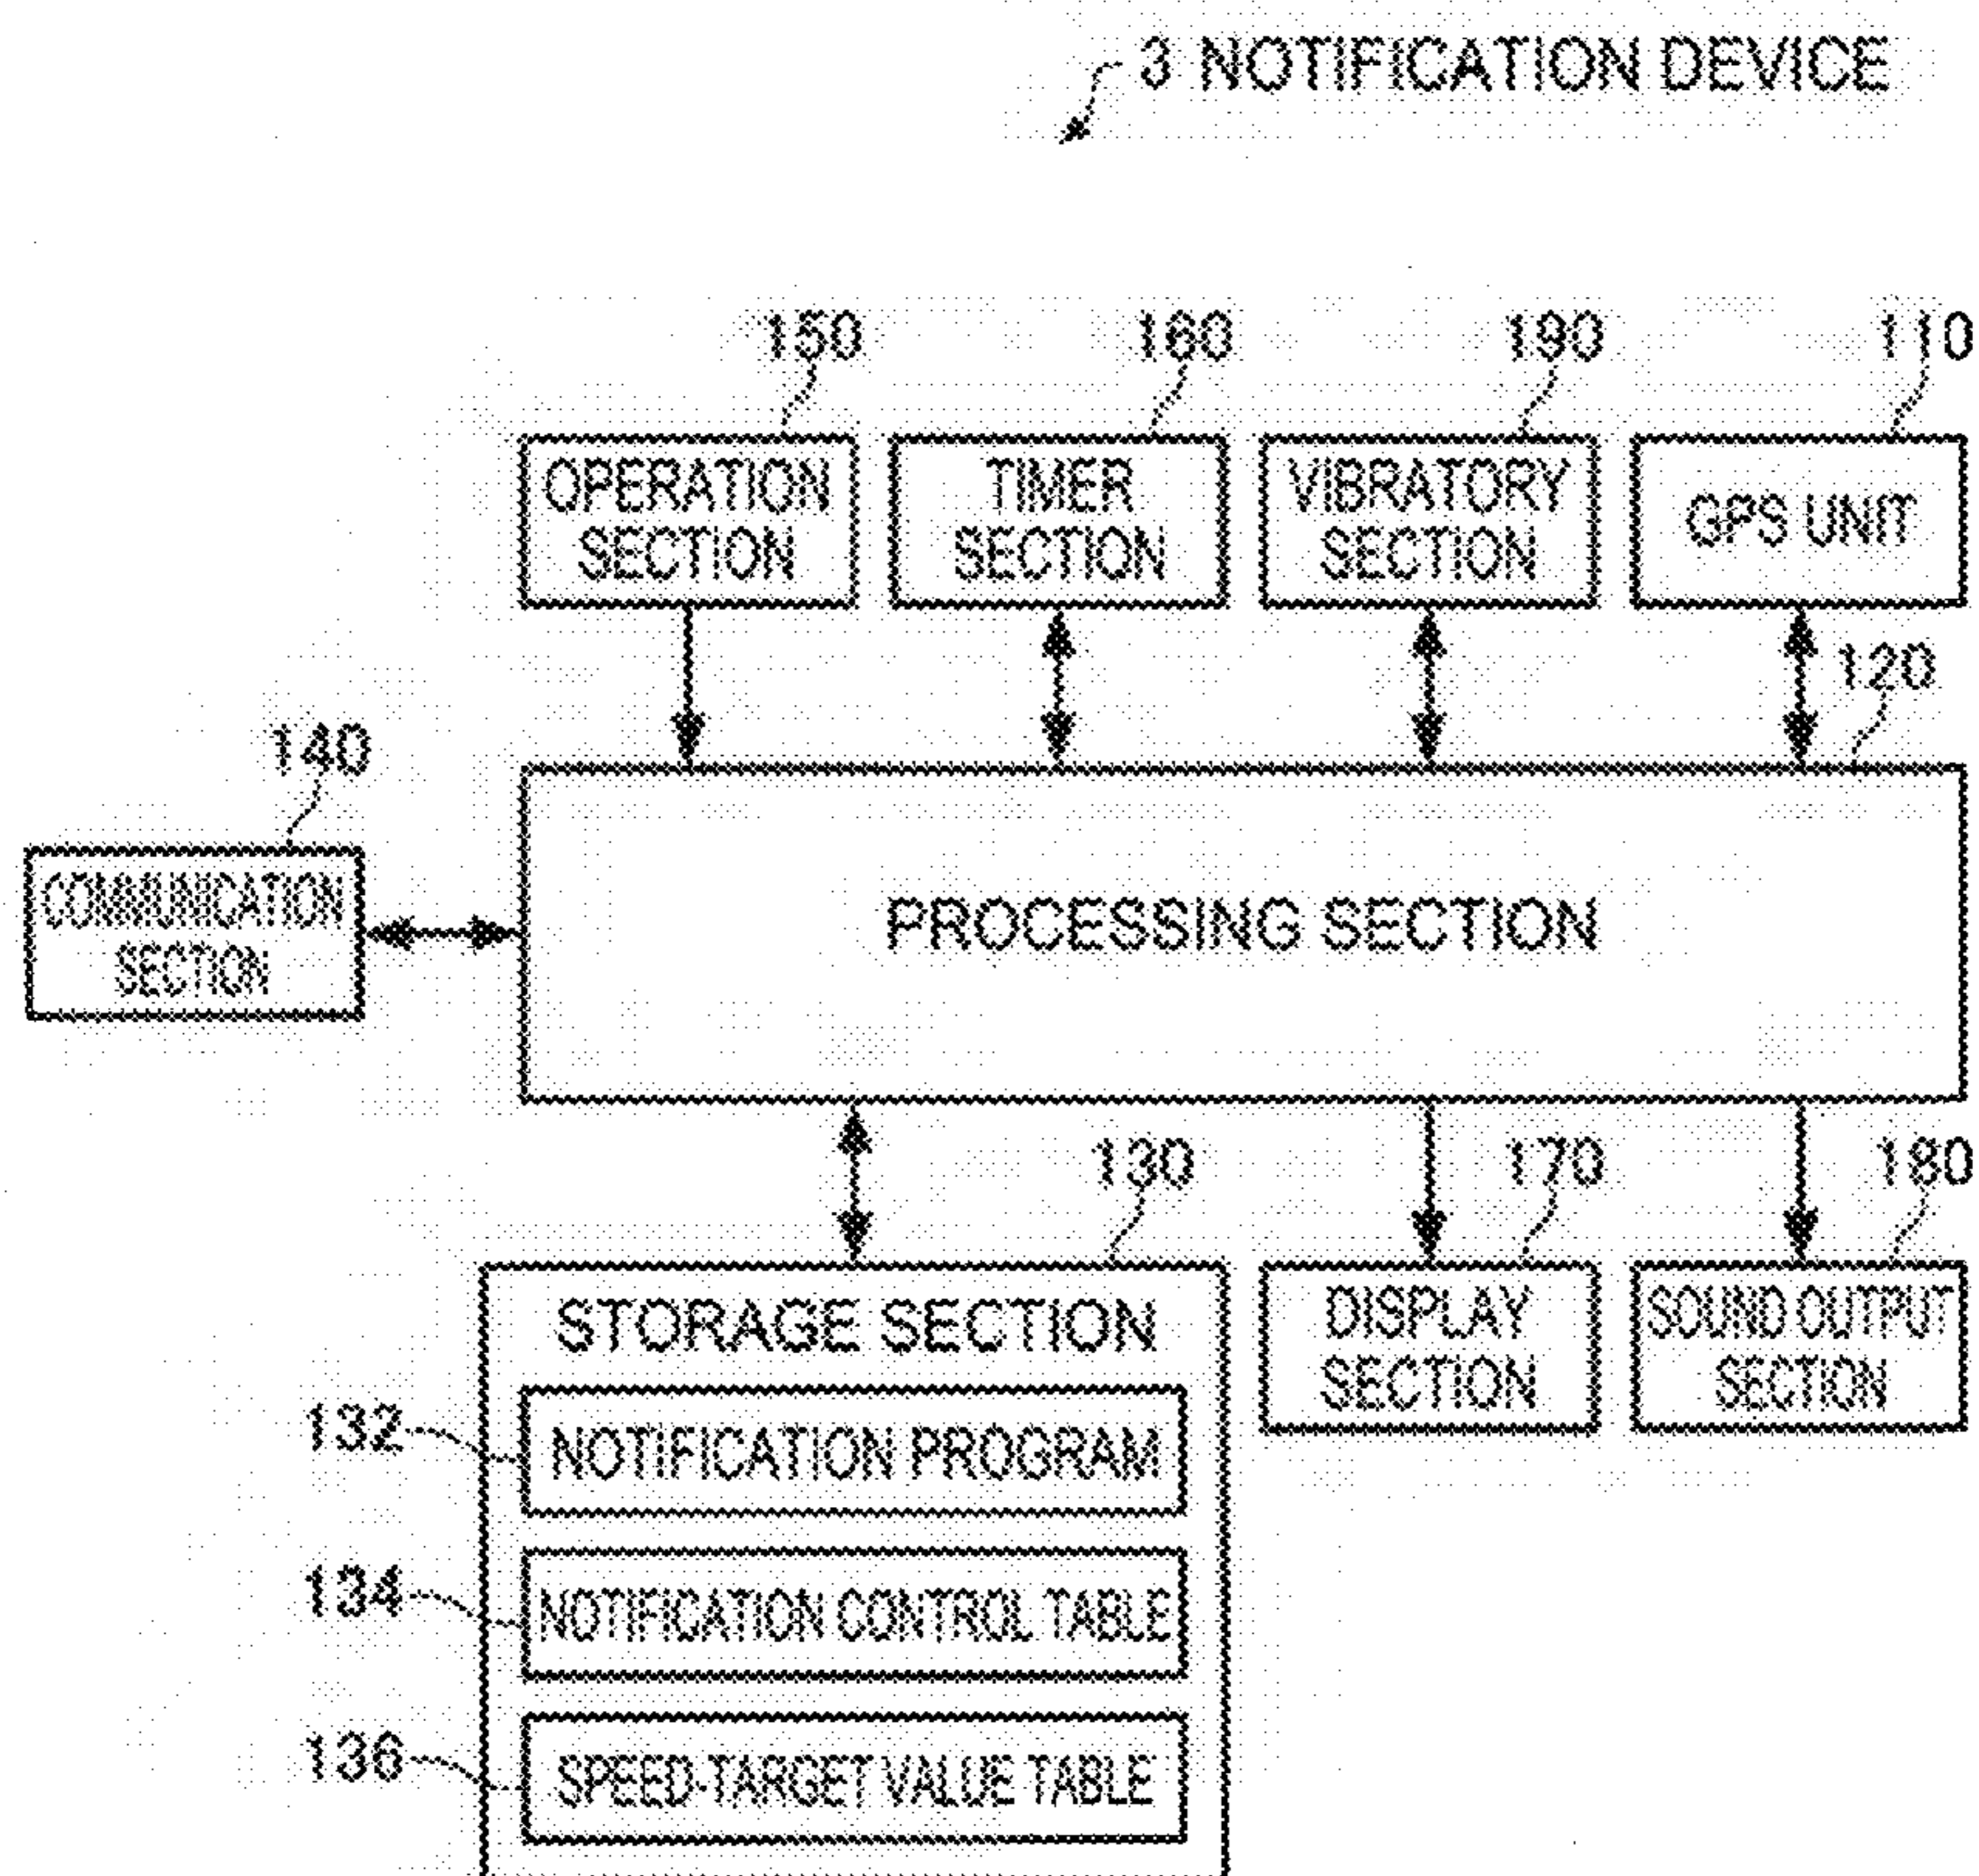 3 NOTIFICATION DEVICE
150
160
190
110
OPERATION
SECTION
TIMER
SECTION
VIBRATORY
SECTION
GPS UNIT
120
140
COMMUNICATION
SECTION
PROCESSING SECTION
130
170
180
STORAGE SECTION
DISPLAY
SECTION
SOUND OUTPUT
SECTION
132
NOTIFICATION PROGRAM
134
NOTIFICATION CONTROL TABLE
136
SPEED-TARGET VALUE TABLE